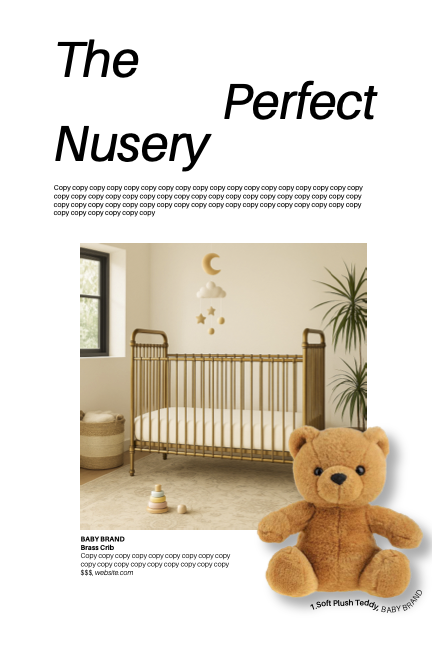 The
Perfect
Nusery
Copy copy copy copy copy copy copy copy copy copy copy copy copy copy copy copy copy copy
copy copy copy copy copy copy copy copy copy copy copy copy copy copy copy copy copy copy
copy copy copy copy copy copy copy copy copy copy copy copy copy copy copy copy copy copy
copy copy copy copy copy copy
BABY BRAND
Brass Crib
Copy copy copy copy copy copy copy copy copy
copy copy copy copy copy copy copy copy copy
$$$, website.com
1.Soft Plush Teddy, BABY BRAND